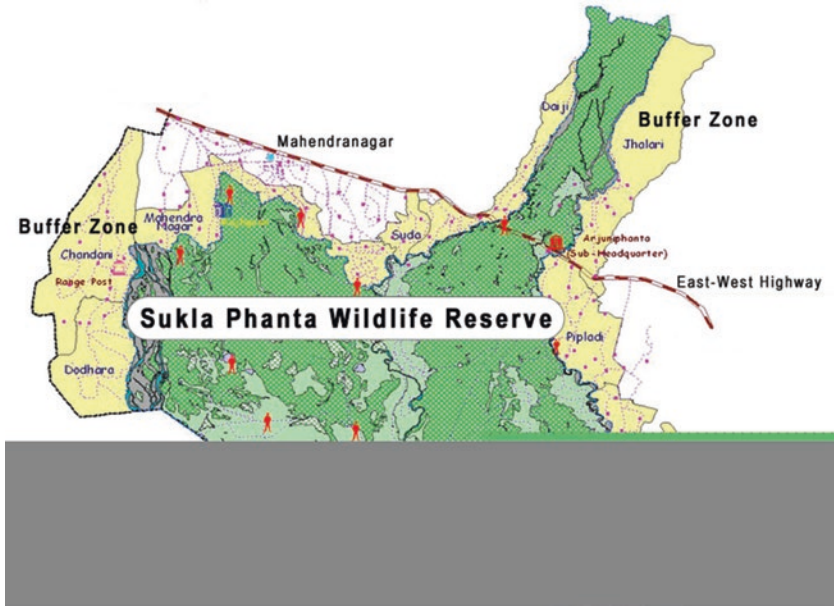 Mahendranagar
Daiji
Buffer Zone
Jhalari
Buffer Zone
Mahendra
Nagar
Suda
Chandani
Arjuniphanta
(Sub-Headquarter)
Range Post
East-West Highway
Sukla Phanta Wildlife Reserve
Pipladi
Dodhara